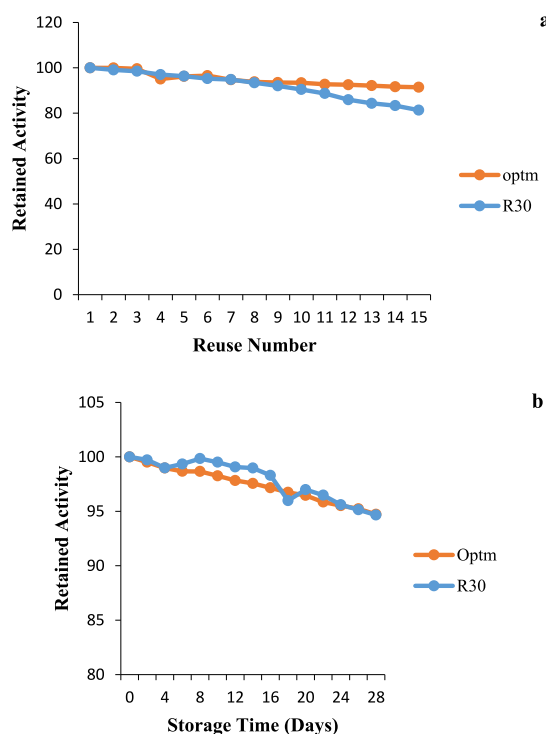 a
120
100
80
60
40
20
0
Retained Activity
1 2 3 4 5 6 7 8 9 10 11 12 13 14 15
Reuse Number
optm
R30
b
105
100
95
90
85
80
Retained Activity
0 4 8 12 16 20 24 28
Storage Time (Days)
Optm
R30